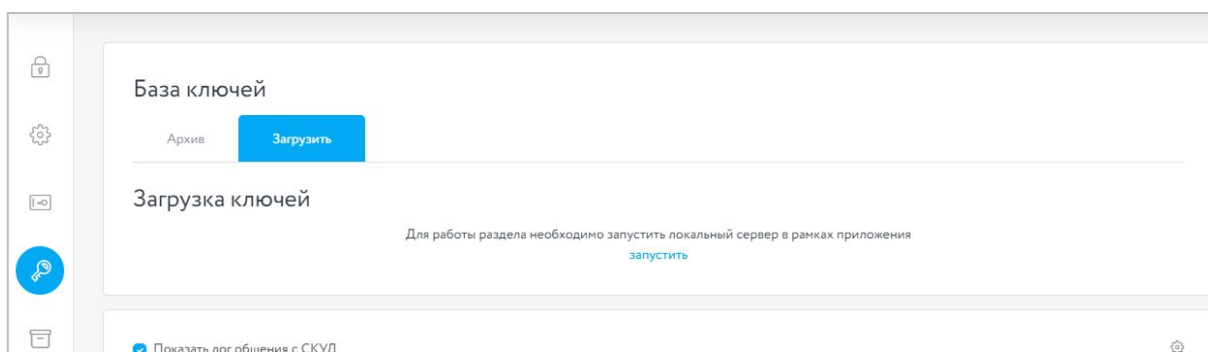 База ключей
Архив Загрузить
Загрузка ключей
Для работы раздела необходимо запустить локальный сервер в рамках приложения
запустить
Показать лог общения с СКУД